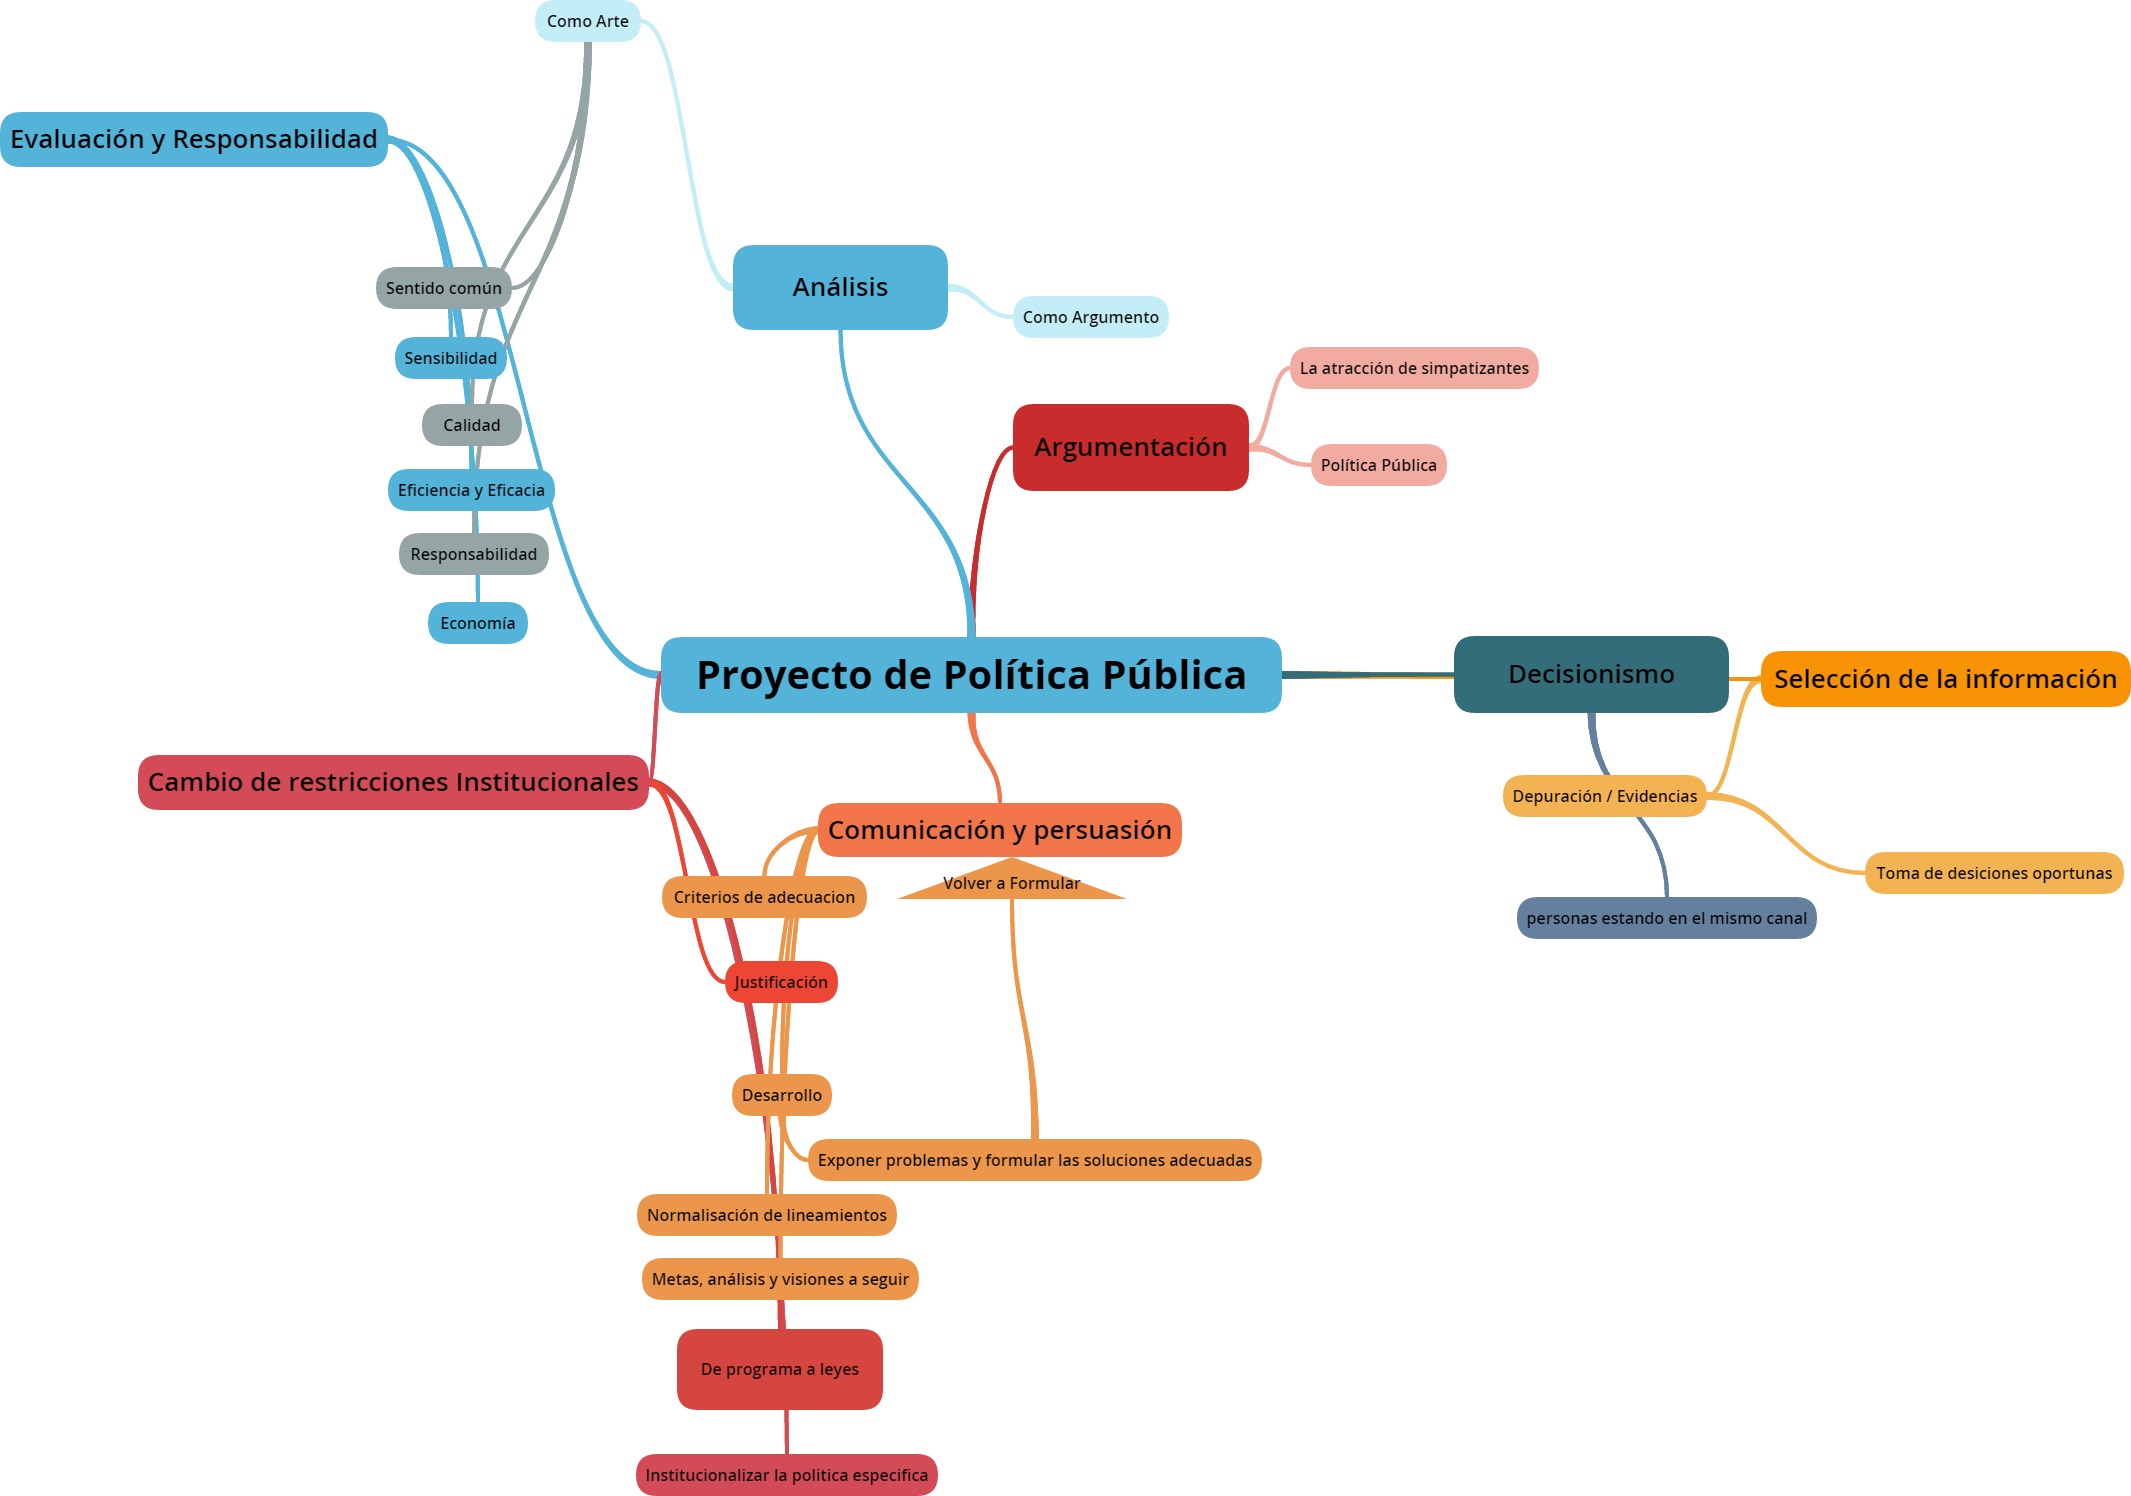 Como Arte
Evaluación y Responsabilidad
Análisis
Sentido común
Como Argumento
Sensibilidad
La atracción de simpatizantes
Calidad
Argumentación
Política Pública
Eficiencia y Eficacia
Responsabilidad
Economía
Proyecto de Política Pública
Decisionismo
Selección de la información
Cambio de restricciones Institucionales
Depuración / Evidencias
Comunicación y persuasión
Toma de desiciones oportunas
Volver a Formular
Criterios de adecuacion
personas estando en el mismo canal
Justificación
Desarrollo
Exponer problemas y formular las soluciones adecuadas
Normalisación de lineamientos
Metas, análisis y visiones a seguir
De programa a leyes
Institucionalizar la politica especifica